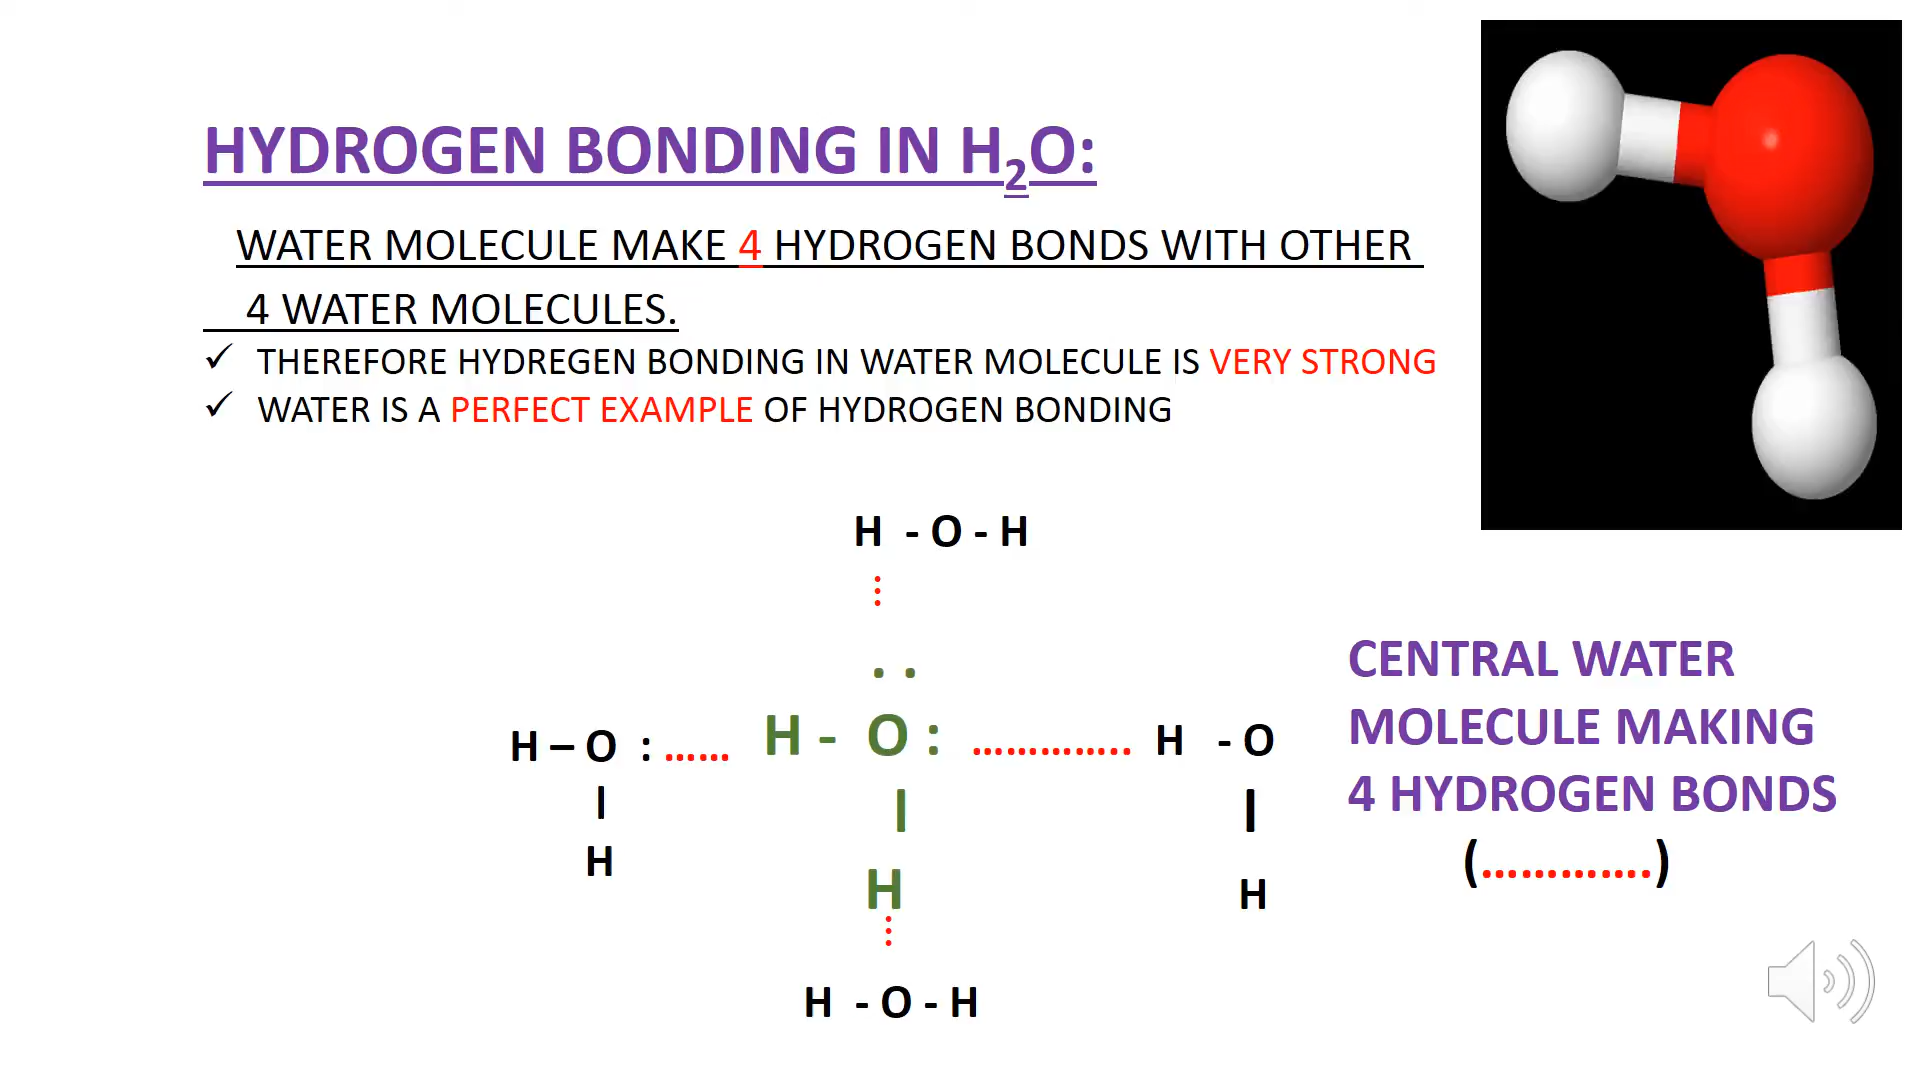 HYDROGEN BONDING IN H₂O:
WATER MOLECULE MAKE 4 HYDROGEN BONDS WITH OTHER
4 WATER MOLECULES.
✓ THEREFORE HYDREGEN BONDING IN WATER MOLECULE IS VERY STRONG
✓ WATER IS A PERFECT EXAMPLE OF HYDROGEN BONDING
H - O - H
⋮
. .
H – O : ...... H - O : .............. H - O
I I I
H H H
⋮
H - O - H
CENTRAL WATER
MOLECULE MAKING
4 HYDROGEN BONDS
(.............)